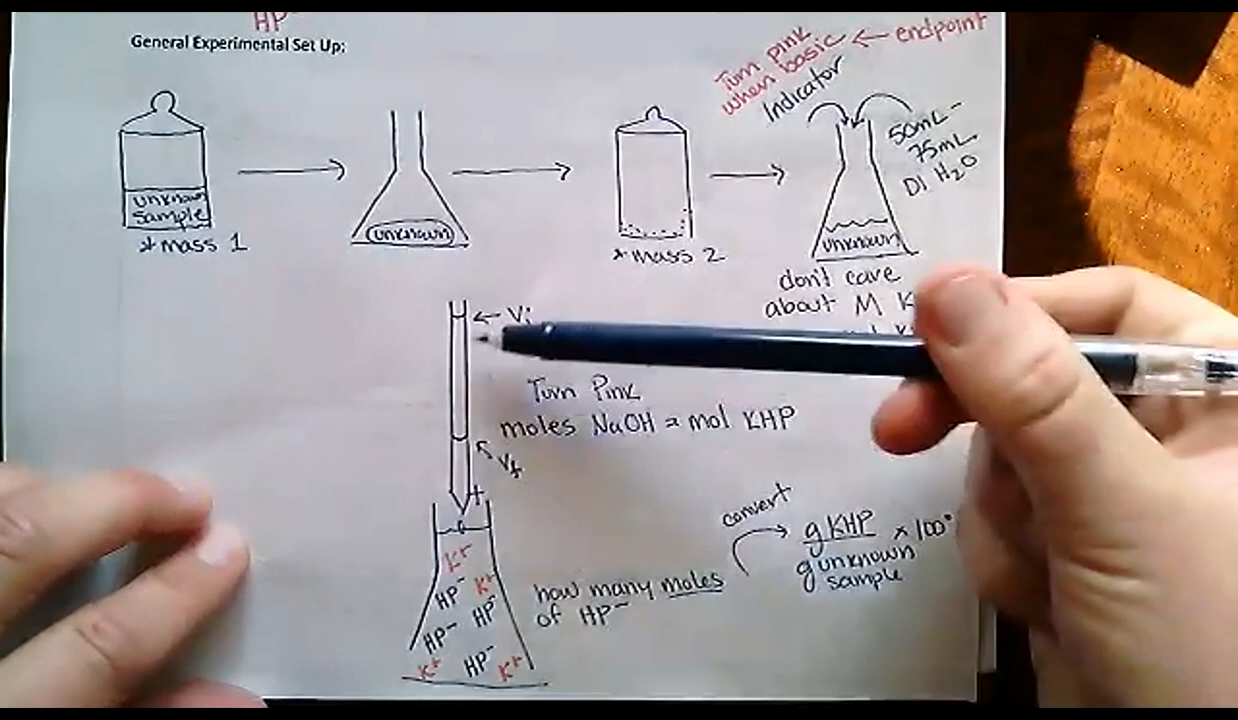 HP
General Experimental Set Up:
Turn pink
when basic ← endpoint
Indicator
50mL-
75mL
DI H₂O
unknown
sample
* mass 1
unknown
* mass 2
unknown
don't care
about M K
← Vi
Turn Pink
moles NaOH = mol KHP
Vf
convert
g KHP × 100%
g unknown
sample
how many moles
of HP⁻
K⁺
HP⁻ K⁺
HP⁻ HP⁻
K⁺ HP⁻ K⁺